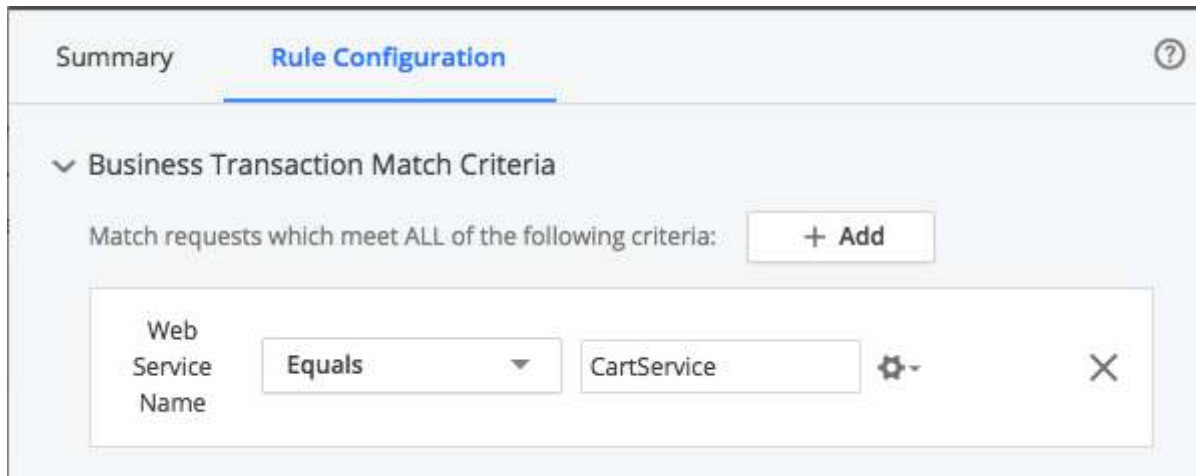 Summary Rule Configuration
Business Transaction Match Criteria
Match requests which meet ALL of the following criteria: + Add
Web
Service
Name
Equals
CartService